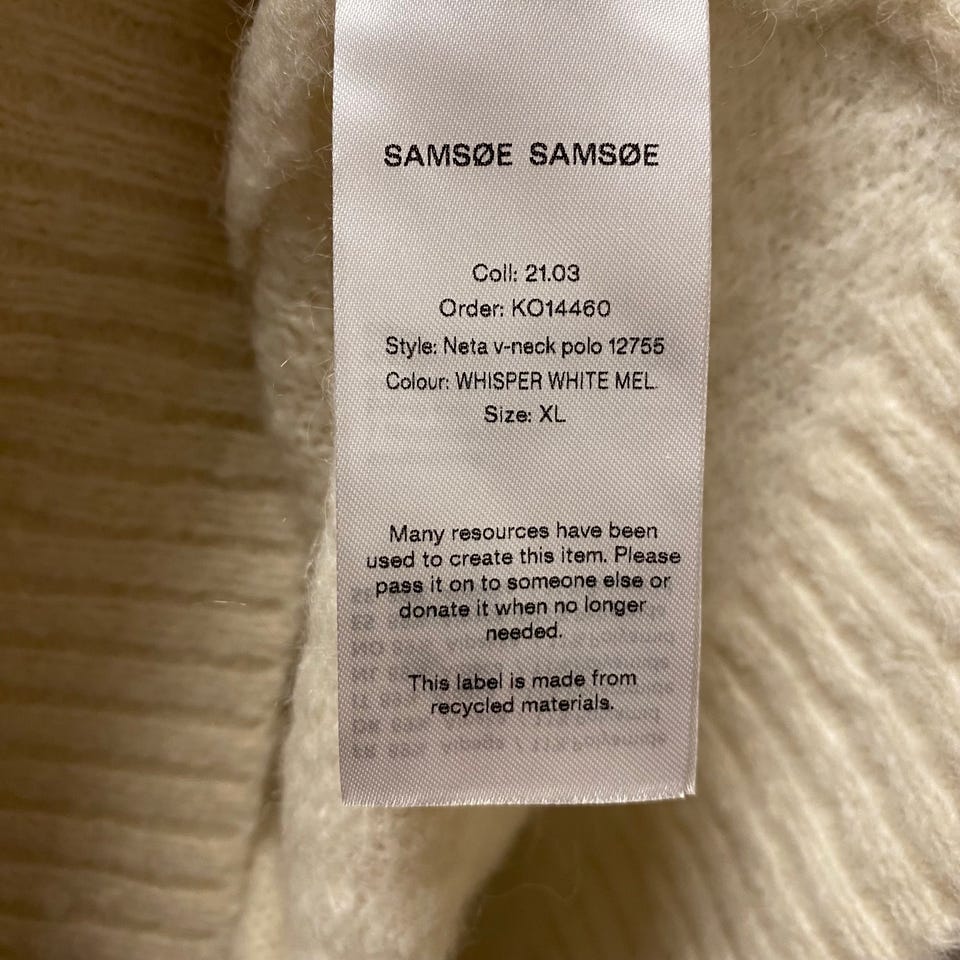 SAMSØE SAMSØE
Coll: 21.03
Order: KO14460
Style: Neta v-neck polo 12755
Colour: WHISPER WHITE MEL.
Size: XL
Many resources have been
used to create this item. Please
pass it on to someone else or
donate it when no longer
needed.
This label is made from
recycled materials.